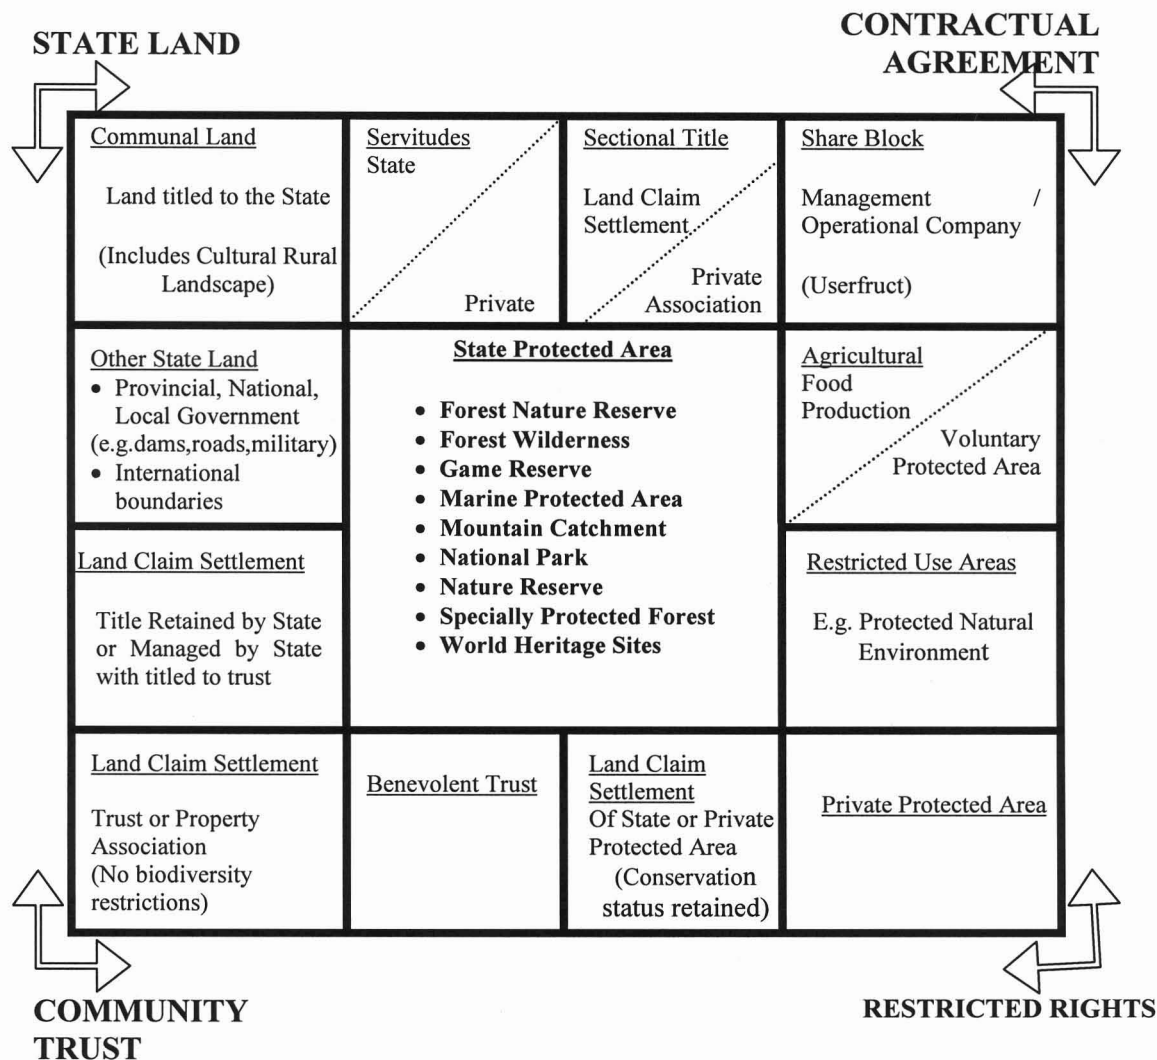 STATE LAND
CONTRACTUAL
AGREEMENT
Communal Land
Land titled to the State
(Includes Cultural Rural
Landscape)
Servitudes
State
Private
Sectional Title
Land Claim
Settlement
Private
Association
Share Block
Management /
Operational Company
(Userfruct)
Other State Land
• Provincial, National,
Local Government
(e.g.dams,roads,military)
• International
boundaries
State Protected Area
• Forest Nature Reserve
• Forest Wilderness
• Game Reserve
• Marine Protected Area
• Mountain Catchment
• National Park
• Nature Reserve
• Specially Protected Forest
• World Heritage Sites
Agricultural
Food
Production
Voluntary
Protected Area
Land Claim Settlement
Title Retained by State
or Managed by State
with titled to trust
Restricted Use Areas
E.g. Protected Natural
Environment
Land Claim Settlement
Trust or Property
Association
(No biodiversity
restrictions)
Benevolent Trust
Land Claim
Settlement
Of State or Private
Protected Area
(Conservation
status retained)
Private Protected Area
COMMUNITY
TRUST
RESTRICTED RIGHTS